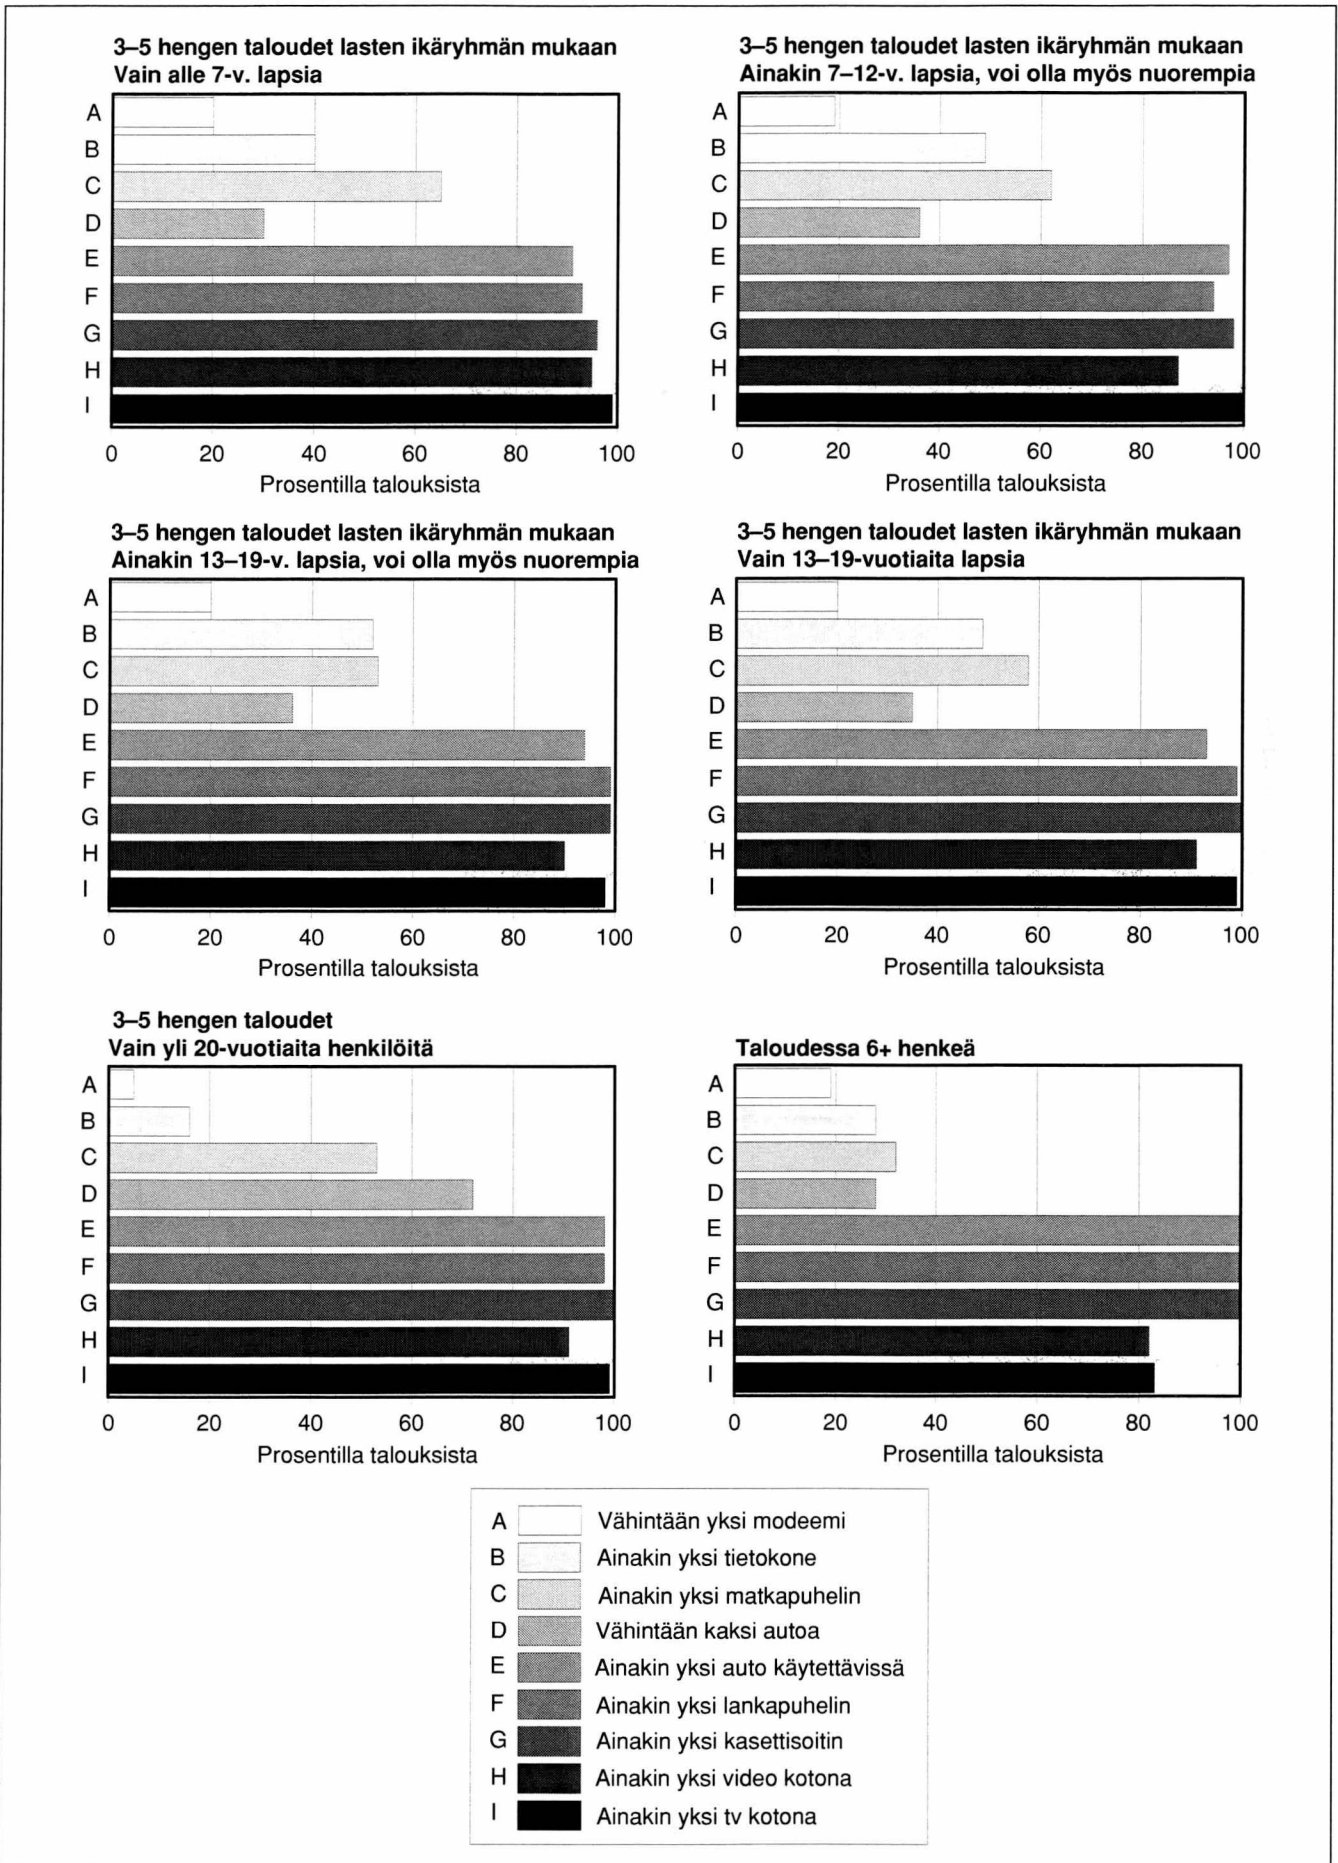 3–5 hengen taloudet lasten ikäryhmän mukaan
Vain alle 7-v. lapsia
A
B
C
D
E
F
G
H
I
0 20 40 60 80 100
Prosentilla talouksista
3–5 hengen taloudet lasten ikäryhmän mukaan
Ainakin 7–12-v. lapsia, voi olla myös nuorempia
A
B
C
D
E
F
G
H
I
0 20 40 60 80 100
Prosentilla talouksista
3–5 hengen taloudet lasten ikäryhmän mukaan
Ainakin 13–19-v. lapsia, voi olla myös nuorempia
A
B
C
D
E
F
G
H
I
0 20 40 60 80 100
Prosentilla talouksista
3–5 hengen taloudet lasten ikäryhmän mukaan
Vain 13–19-vuotiaita lapsia
A
B
C
D
E
F
G
H
I
0 20 40 60 80 100
Prosentilla talouksista
3–5 hengen taloudet
Vain yli 20-vuotiaita henkilöitä
A
B
C
D
E
F
G
H
I
0 20 40 60 80 100
Prosentilla talouksista
Taloudessa 6+ henkeä
A
B
C
D
E
F
G
H
I
0 20 40 60 80 100
Prosentilla talouksista
A Vähintään yksi modeemi
B Ainakin yksi tietokone
C Ainakin yksi matkapuhelin
D Vähintään kaksi autoa
E Ainakin yksi auto käytettävissä
F Ainakin yksi lankapuhelin
G Ainakin yksi kasettisoitin
H Ainakin yksi video kotona
I Ainakin yksi tv kotona